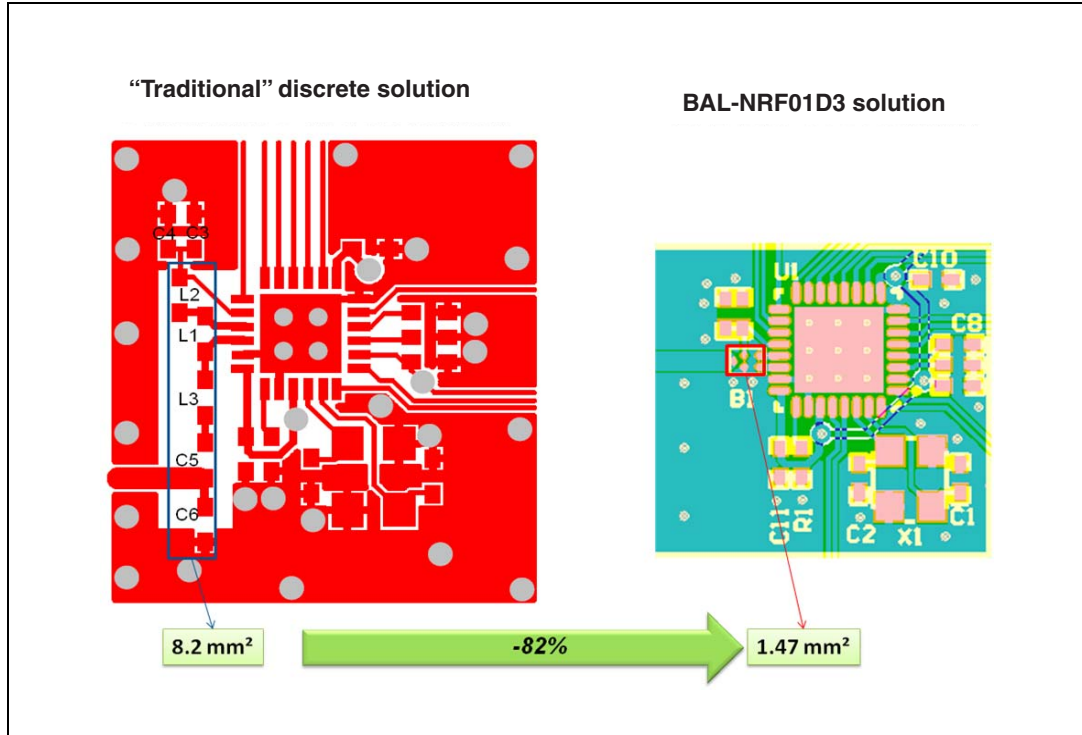 “Traditional” discrete solution
BAL-NRF01D3 solution
C4 C3
L2
L1
L3
C5
C6
U1
C10
C8
B1
C11
R1
C2
X1
C1
8.2 mm²
-82%
1.47 mm²